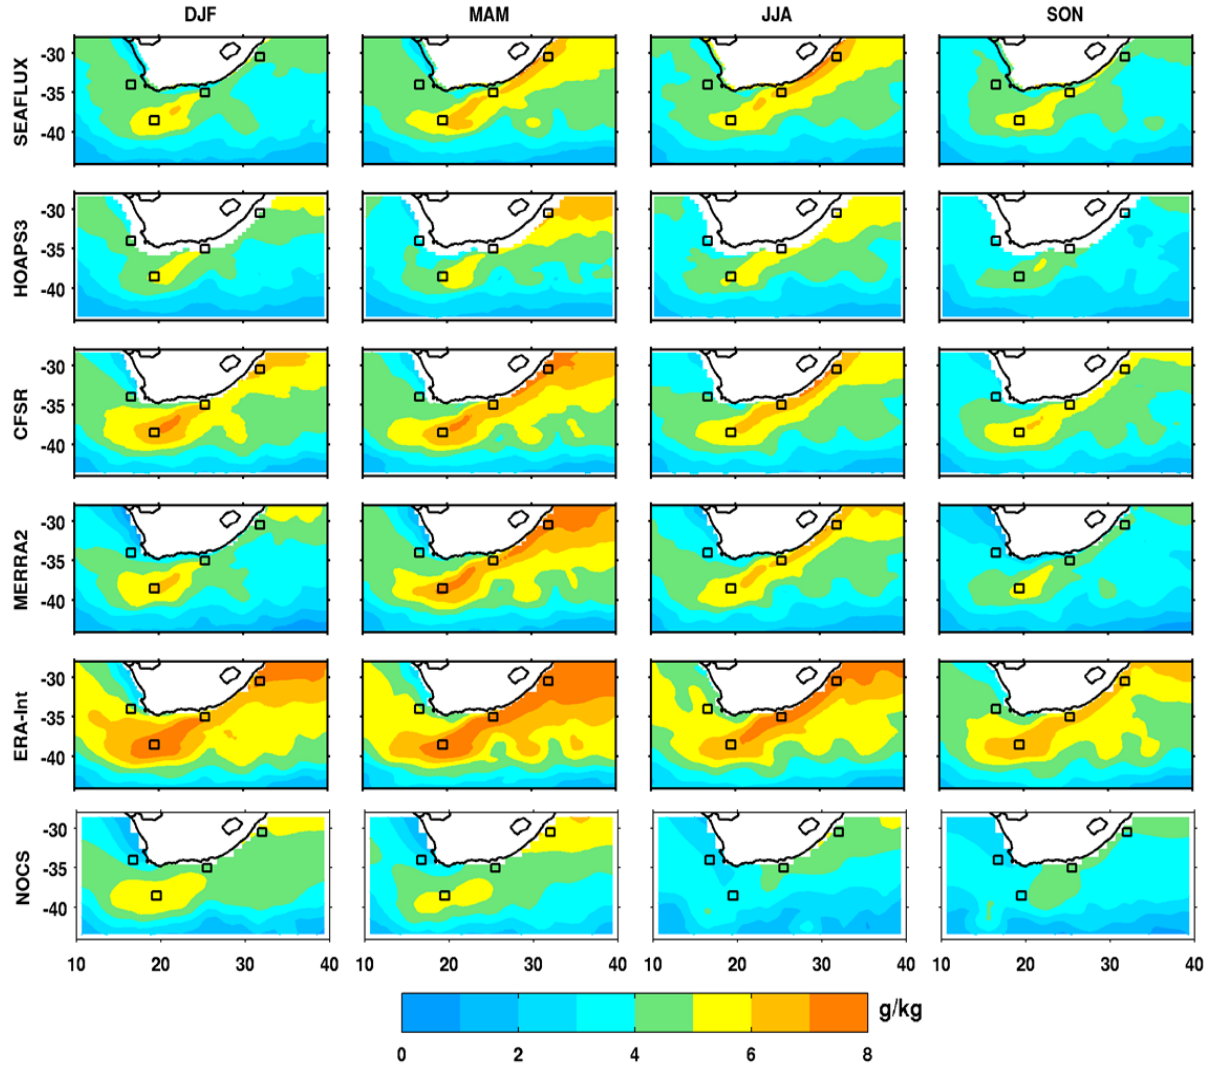 DJF MAM JJA SON
SEAFLUX -30 -35 -40
HOAPS3 -30 -35 -40
CFSR -30 -35 -40
MERRA2 -30 -35 -40
ERA-Int -30 -35 -40
NOCS -30 -35 -40
10 20 30 40 10 20 30 40 10 20 30 40 10 20 30 40
g/kg
0 2 4 6 8